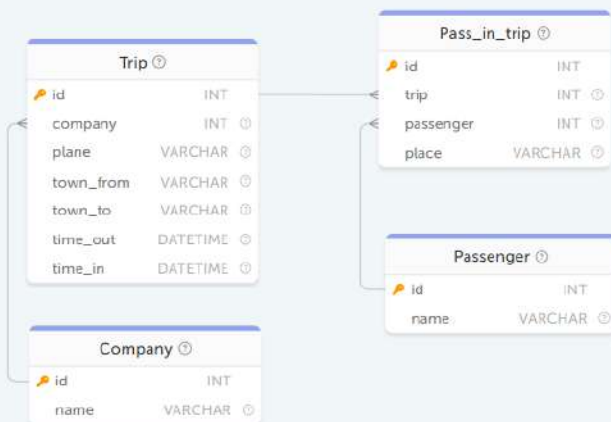 Trip
id INT
company INT
plane VARCHAR
town_from VARCHAR
town_to VARCHAR
time_out DATETIME
time_in DATETIME
Pass_in_trip
id INT
trip INT
passenger INT
place VARCHAR
Passenger
id INT
name VARCHAR
Company
id INT
name VARCHAR